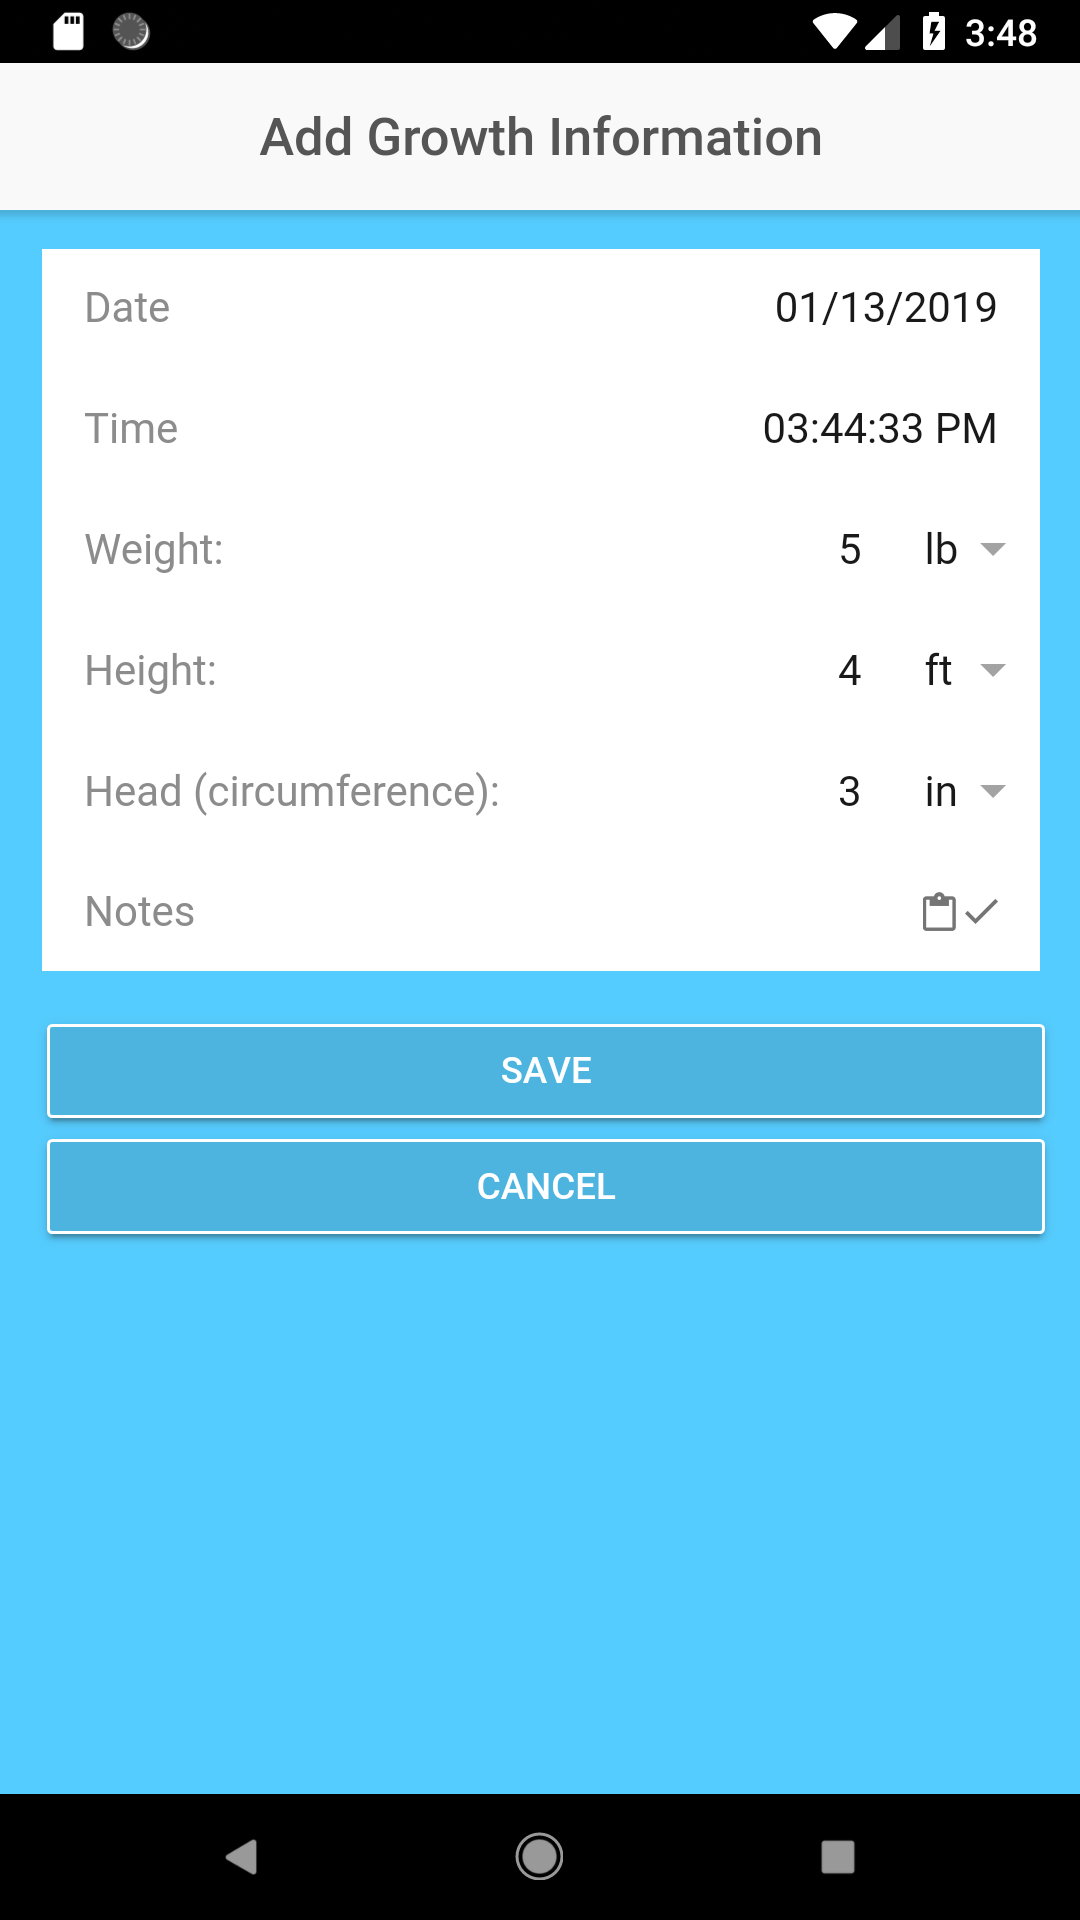 3:48
Add Growth Information
Date 01/13/2019
Time 03:44:33 PM
Weight: 5 lb
Height: 4 ft
Head (circumference): 3 in
Notes
SAVE
CANCEL